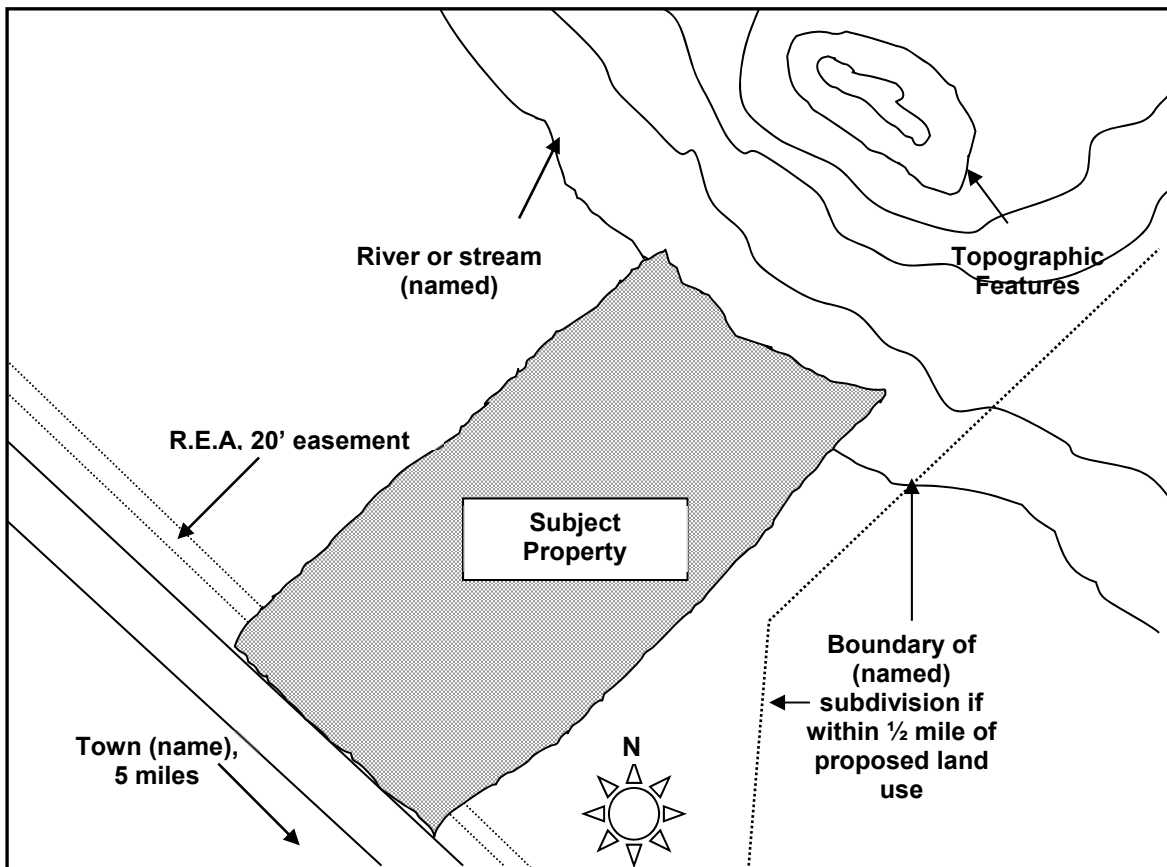 River or stream
(named)
Topographic
Features
R.E.A. 20’ easement
Subject
Property
Boundary of
(named)
subdivision if
within ½ mile of
proposed land
use
Town (name),
5 miles
N